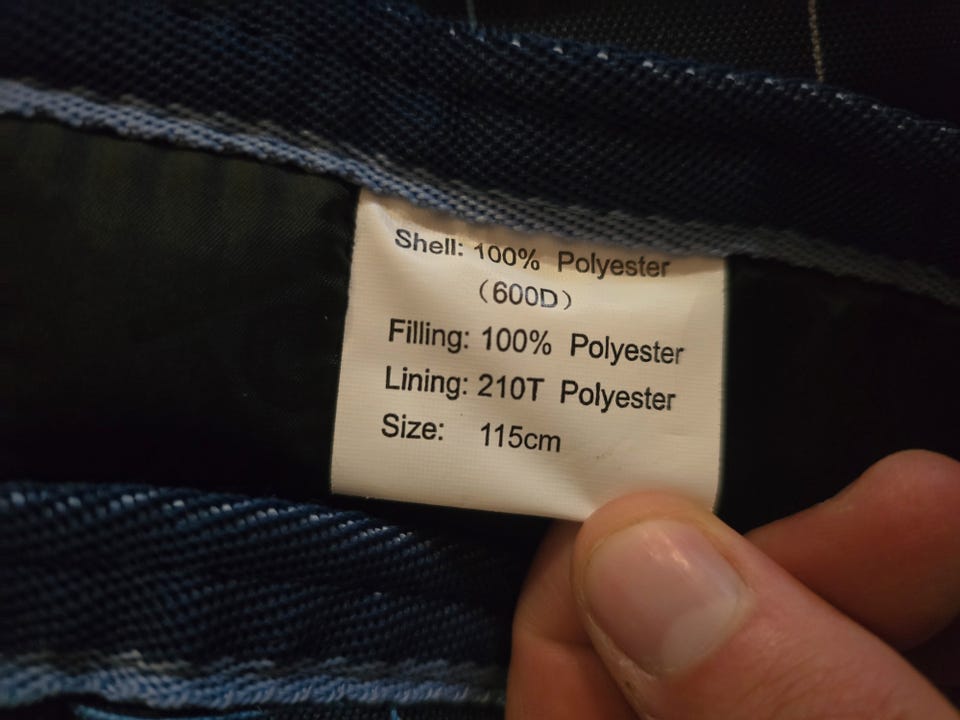 Shell: 100% Polyester
(600D)
Filling: 100% Polyester
Lining: 210T Polyester
Size: 115cm